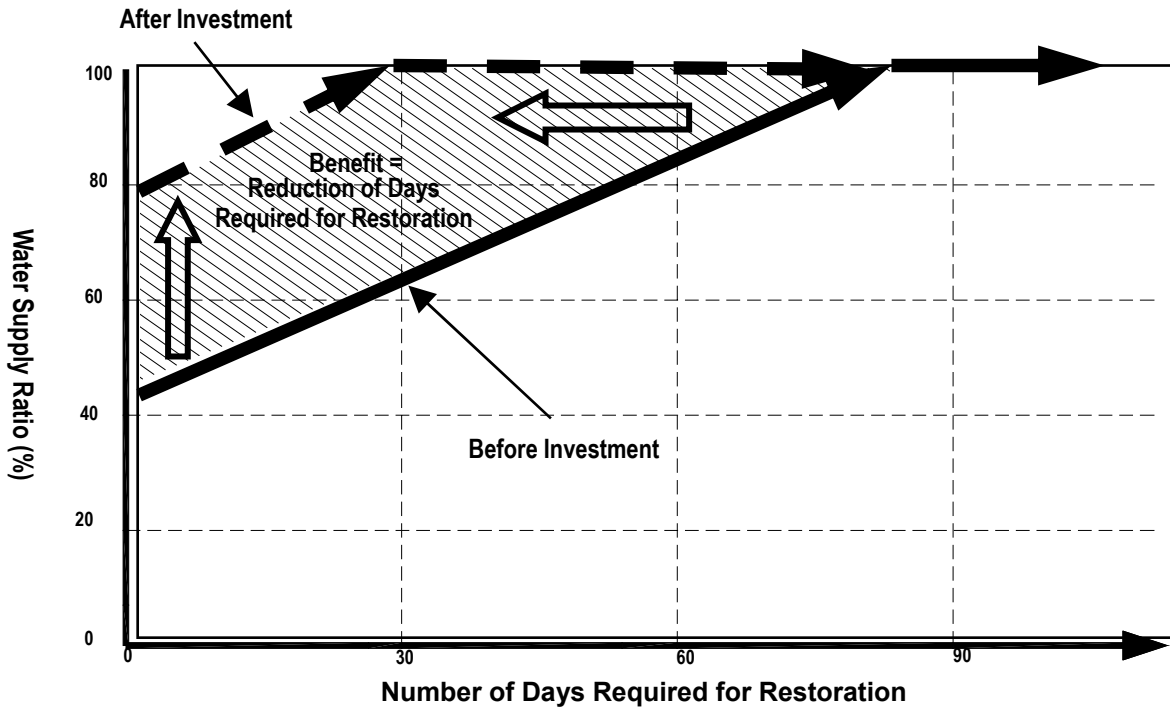 After Investment
100
80
60
40
20
0
Water Supply Ratio (%)
Benefit =
Reduction of Days
Required for Restoration
Before Investment
0
30
60
90
Number of Days Required for Restoration